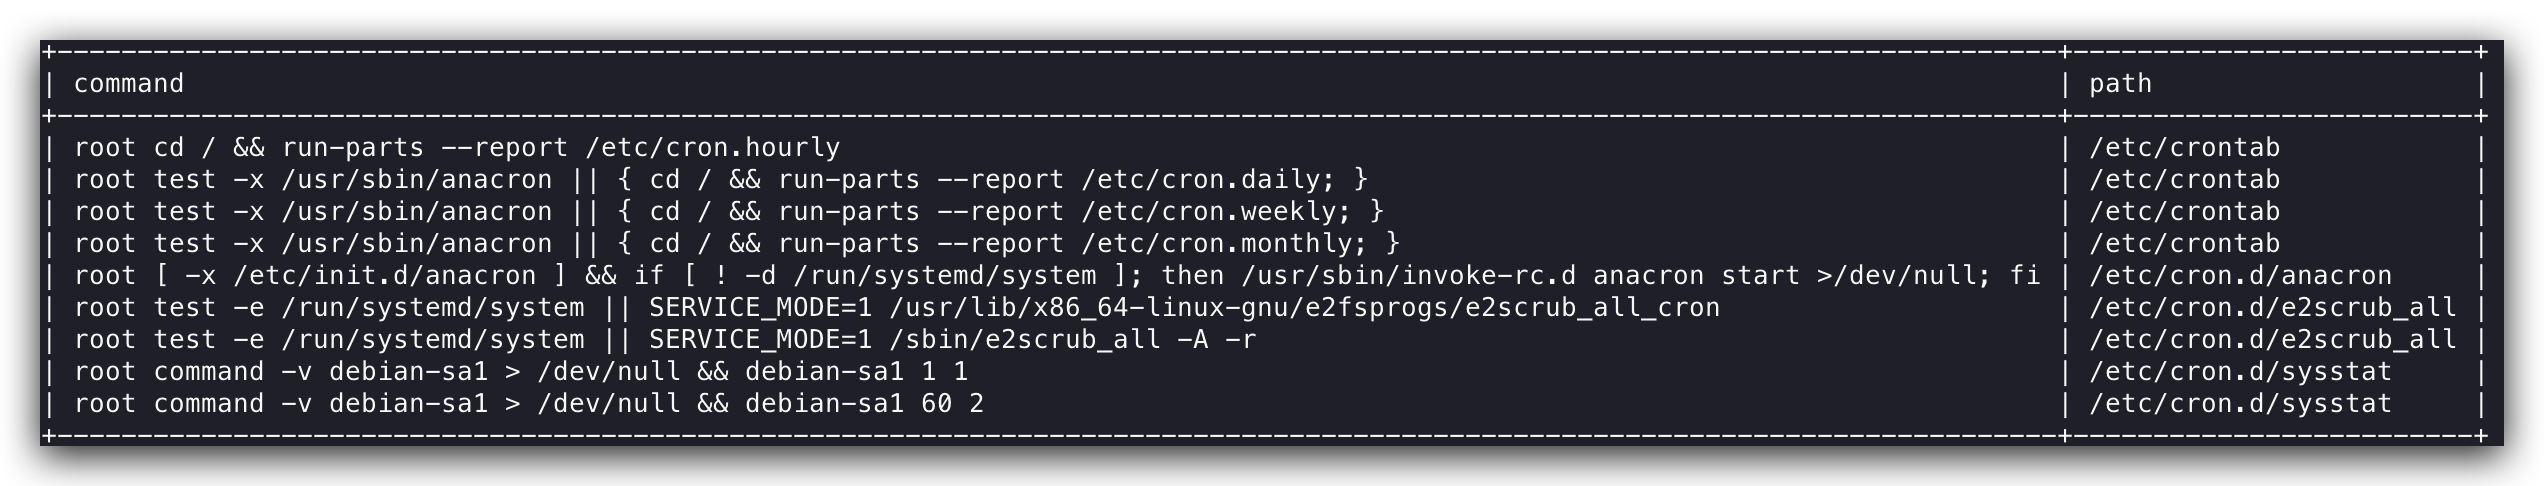 +----------------------------------------------------------------------------------------------------------------------------+-------------------------+
| command                                                                                                                    | path                    |
+----------------------------------------------------------------------------------------------------------------------------+-------------------------+
| root cd / && run-parts --report /etc/cron.hourly                                                                           | /etc/crontab            |
| root test -x /usr/sbin/anacron || { cd / && run-parts --report /etc/cron.daily; }                                          | /etc/crontab            |
| root test -x /usr/sbin/anacron || { cd / && run-parts --report /etc/cron.weekly; }                                         | /etc/crontab            |
| root test -x /usr/sbin/anacron || { cd / && run-parts --report /etc/cron.monthly; }                                        | /etc/crontab            |
| root [ -x /etc/init.d/anacron ] && if [ ! -d /run/systemd/system ]; then /usr/sbin/invoke-rc.d anacron start >/dev/null; fi | /etc/cron.d/anacron     |
| root test -e /run/systemd/system || SERVICE_MODE=1 /usr/lib/x86_64-linux-gnu/e2fsprogs/e2scrub_all_cron                    | /etc/cron.d/e2scrub_all |
| root test -e /run/systemd/system || SERVICE_MODE=1 /sbin/e2scrub_all -A -r                                                 | /etc/cron.d/e2scrub_all |
| root command -v debian-sa1 > /dev/null && debian-sa1 1 1                                                                   | /etc/cron.d/sysstat     |
| root command -v debian-sa1 > /dev/null && debian-sa1 60 2                                                                  | /etc/cron.d/sysstat     |
+----------------------------------------------------------------------------------------------------------------------------+-------------------------+